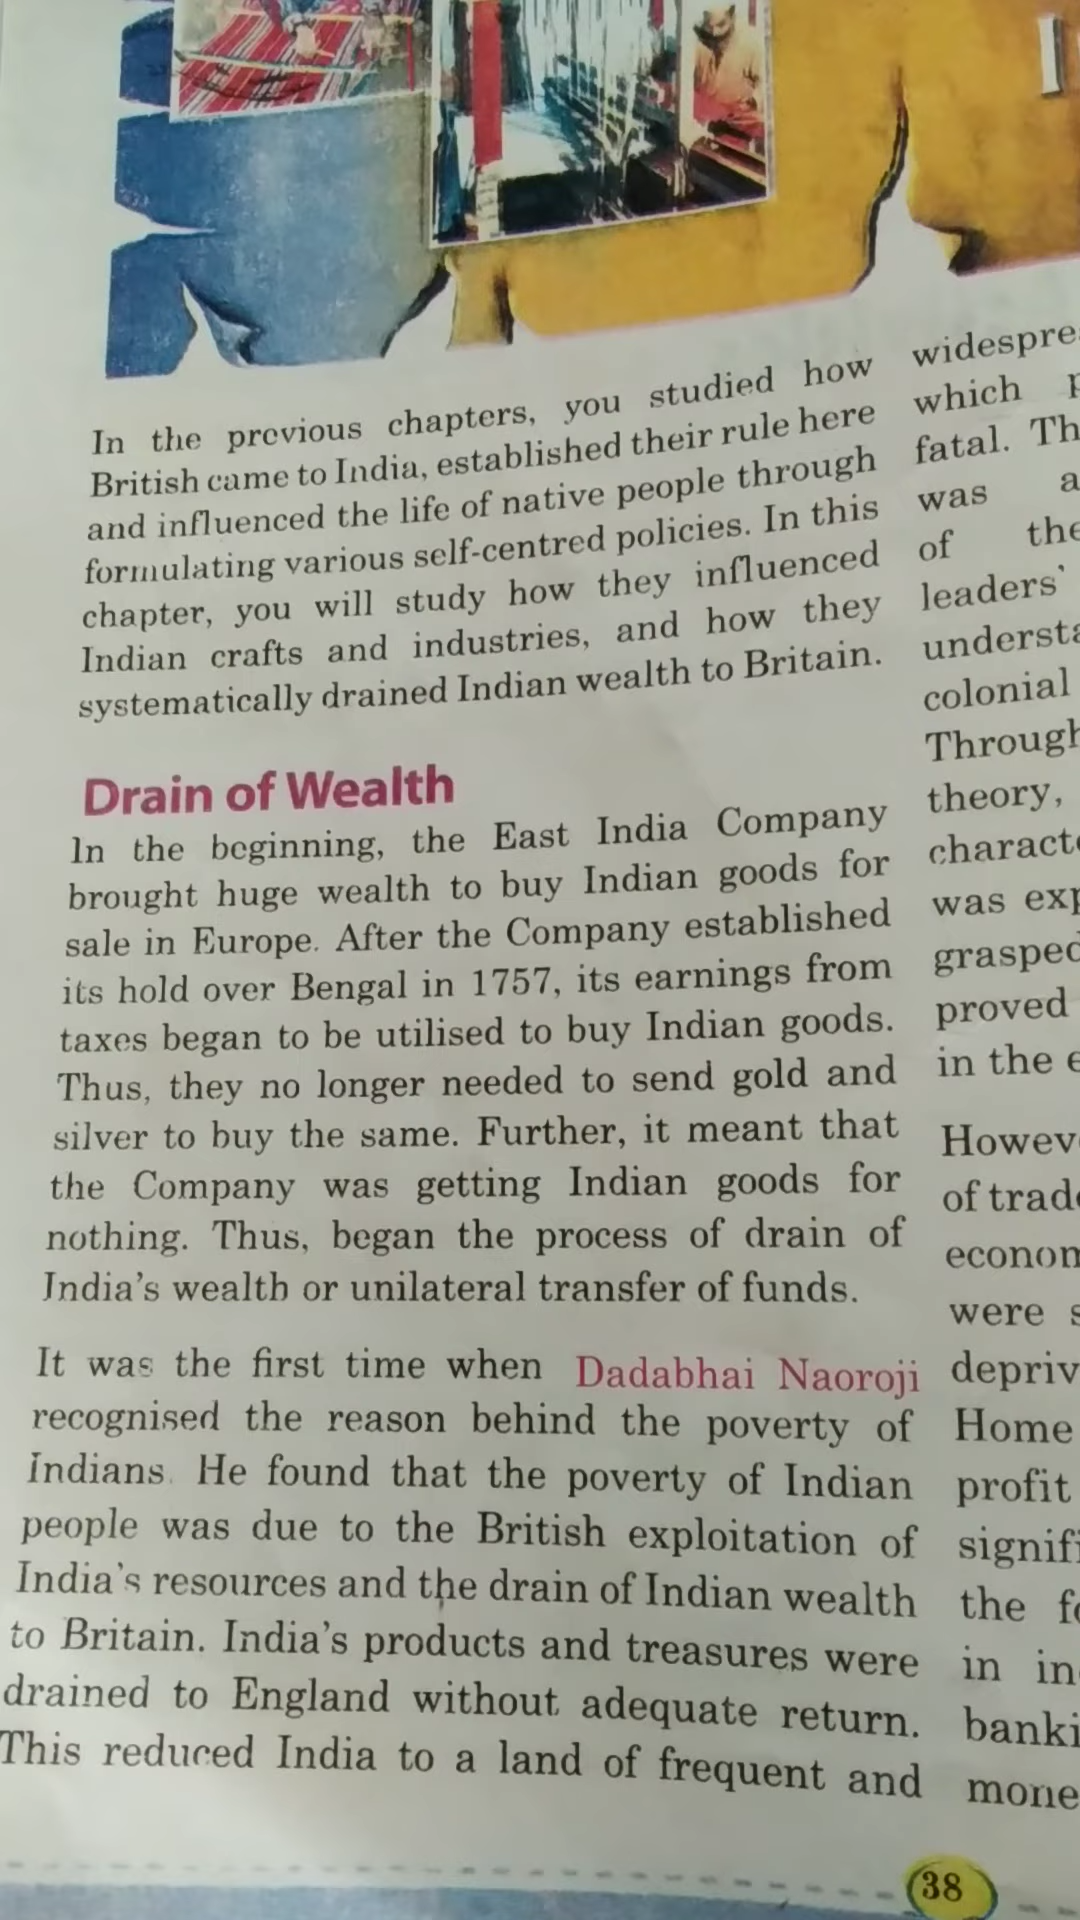 In the previous chapters, you studied how
British came to India, established their rule here
and influenced the life of native people through
formulating various self-centred policies. In this
chapter, you will study how they influenced
Indian crafts and industries, and how they
systematically drained Indian wealth to Britain.
Drain of Wealth
In the beginning, the East India Company
brought huge wealth to buy Indian goods for
sale in Europe. After the Company established
its hold over Bengal in 1757, its earnings from
taxes began to be utilised to buy Indian goods.
Thus, they no longer needed to send gold and
silver to buy the same. Further, it meant that
the Company was getting Indian goods for
nothing. Thus, began the process of drain of
India's wealth or unilateral transfer of funds.
It was the first time when Dadabhai Naoroji
recognised the reason behind the poverty of
Indians. He found that the poverty of Indian
people was due to the British exploitation of
India's resources and the drain of Indian wealth
to Britain. India's products and treasures were
drained to England without adequate return.
This reduced India to a land of frequent and
which
fatal.
was
of
leaders'
colonial
theory,
was
proved
in the
of
were
Home
profit
the
in
38